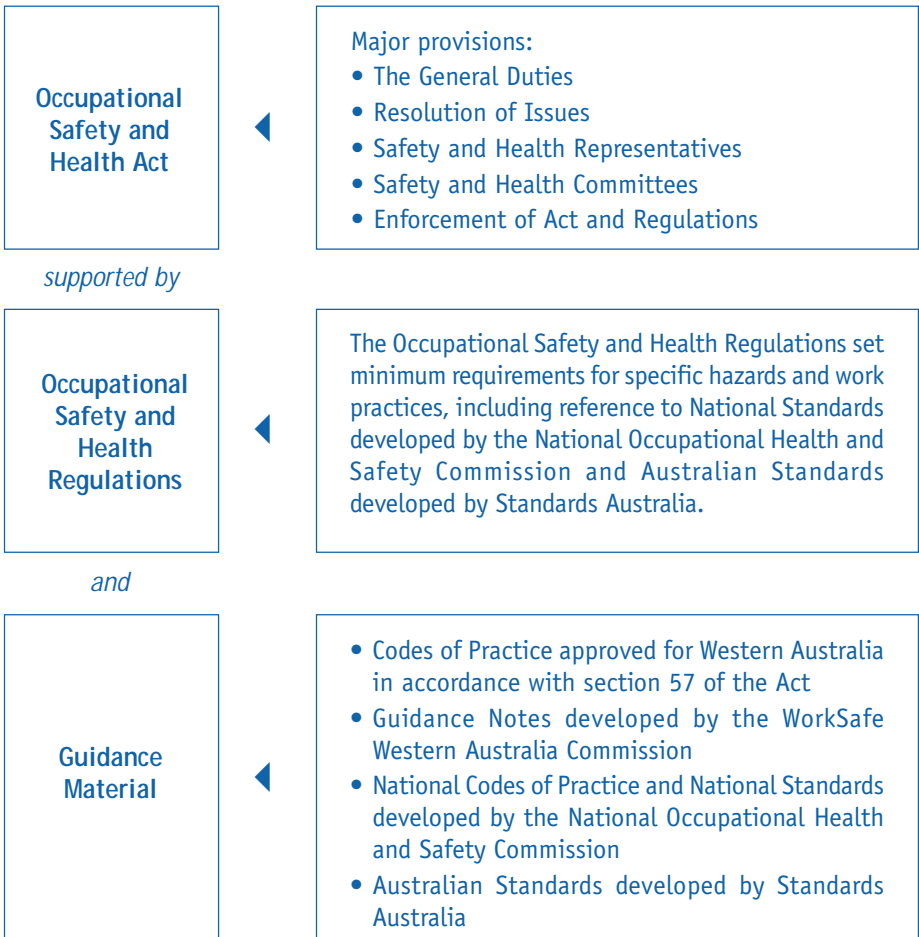 Occupational
Safety and
Health Act
Major provisions:
• The General Duties
• Resolution of Issues
• Safety and Health Representatives
• Safety and Health Committees
• Enforcement of Act and Regulations
supported by
Occupational
Safety and
Health
Regulations
The Occupational Safety and Health Regulations set
minimum requirements for specific hazards and work
practices, including reference to National Standards
developed by the National Occupational Health and
Safety Commission and Australian Standards
developed by Standards Australia.
and
Guidance
Material
• Codes of Practice approved for Western Australia
in accordance with section 57 of the Act
• Guidance Notes developed by the WorkSafe
Western Australia Commission
• National Codes of Practice and National Standards
developed by the National Occupational Health
and Safety Commission
• Australian Standards developed by Standards
Australia